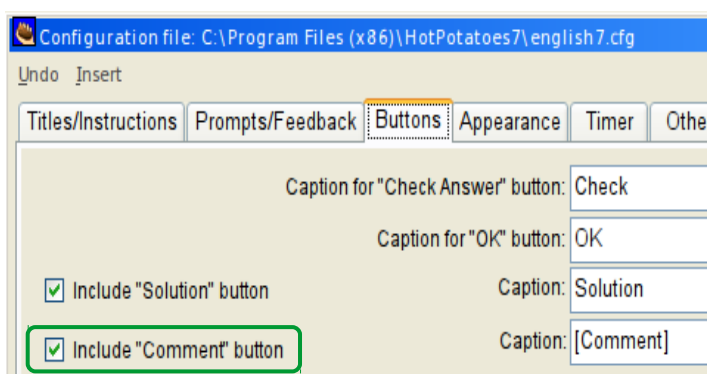 Configuration file: C:\Program Files (x86)\HotPotatoes7\english7.cfg
Undo Insert
Titles/Instructions Prompts/Feedback Buttons Appearance Timer Othe
Caption for "Check Answer" button: Check
Caption for "OK" button: OK
Include "Solution" button Caption: Solution
Include "Comment" button Caption: [Comment]